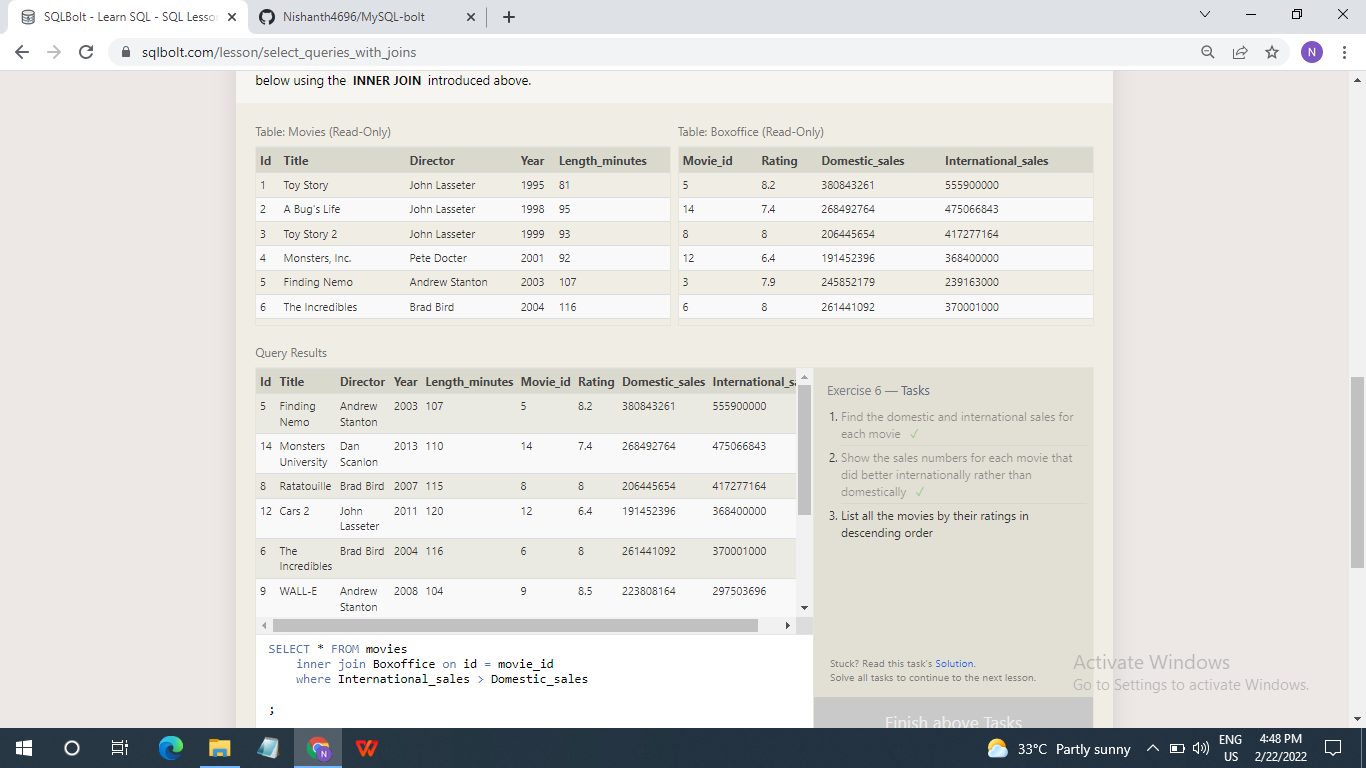 SQLBolt - Learn SQL - SQL Lesso
Nishanth4696/MySQL-bolt
sqlbolt.com/lesson/select_queries_with_joins
N
below using the INNER JOIN introduced above.
Table: Movies (Read-Only)
Table: Boxoffice (Read-Only)
Id Title Director Year Length_minutes
Movie_id Rating Domestic_sales International_sales
1 Toy Story John Lasseter 1995 81
5 8.2 380843261 555900000
2 A Bug's Life John Lasseter 1998 95
14 7.4 268492764 475066843
3 Toy Story 2 John Lasseter 1999 93
8 8 206445654 417277164
4 Monsters, Inc. Pete Docter 2001 92
12 6.4 191452396 368400000
5 Finding Nemo Andrew Stanton 2003 107
3 7.9 245852179 239163000
6 The Incredibles Brad Bird 2004 116
6 8 261441092 370001000
Query Results
Id Title Director Year Length_minutes Movie_id Rating Domestic_sales International_sa
5 Finding Andrew 2003 107 5 8.2 380843261 555900000
Nemo Stanton
14 Monsters Dan 2013 110 14 7.4 268492764 475066843
University Scanlon
8 Ratatouille Brad Bird 2007 115 8 8 206445654 417277164
12 Cars 2 John 2011 120 12 6.4 191452396 368400000
Lasseter
6 The Brad Bird 2004 116 6 8 261441092 370001000
Incredibles
9 WALL-E Andrew 2008 104 9 8.5 223808164 297503696
Stanton
Exercise 6 — Tasks
1. Find the domestic and international sales for
each movie ✓
2. Show the sales numbers for each movie that
did better internationally rather than
domestically ✓
3. List all the movies by their ratings in
descending order
SELECT * FROM movies
inner join Boxoffice on id = movie_id
where International_sales > Domestic_sales
;
Stuck? Read this task's Solution.
Solve all tasks to continue to the next lesson.
Finish above Tasks
Activate Windows
Go to Settings to activate Windows.
N
W
33°C Partly sunny
ENG
US
4:48 PM
2/22/2022